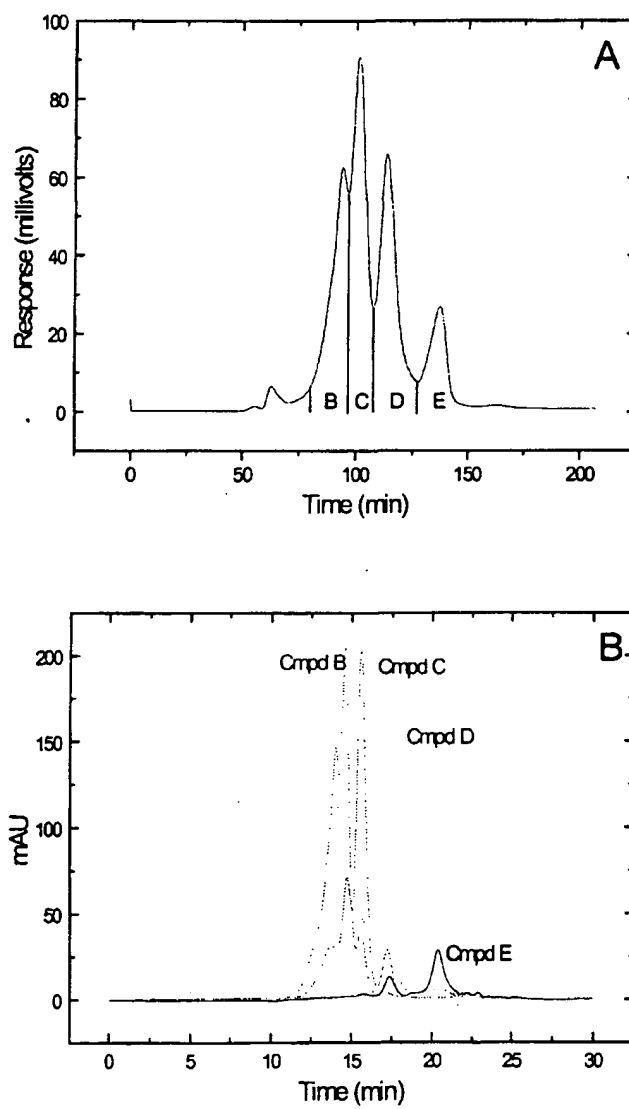 A
100
80
60
40
20
0
Response (millivolts)
B C D E
0 50 100 150 200
Time (min)
B
200
150
100
50
0
mAU
Cmpd B
Cmpd C
Cmpd D
Cmpd E
0 5 10 15 20 25 30
Time (min)